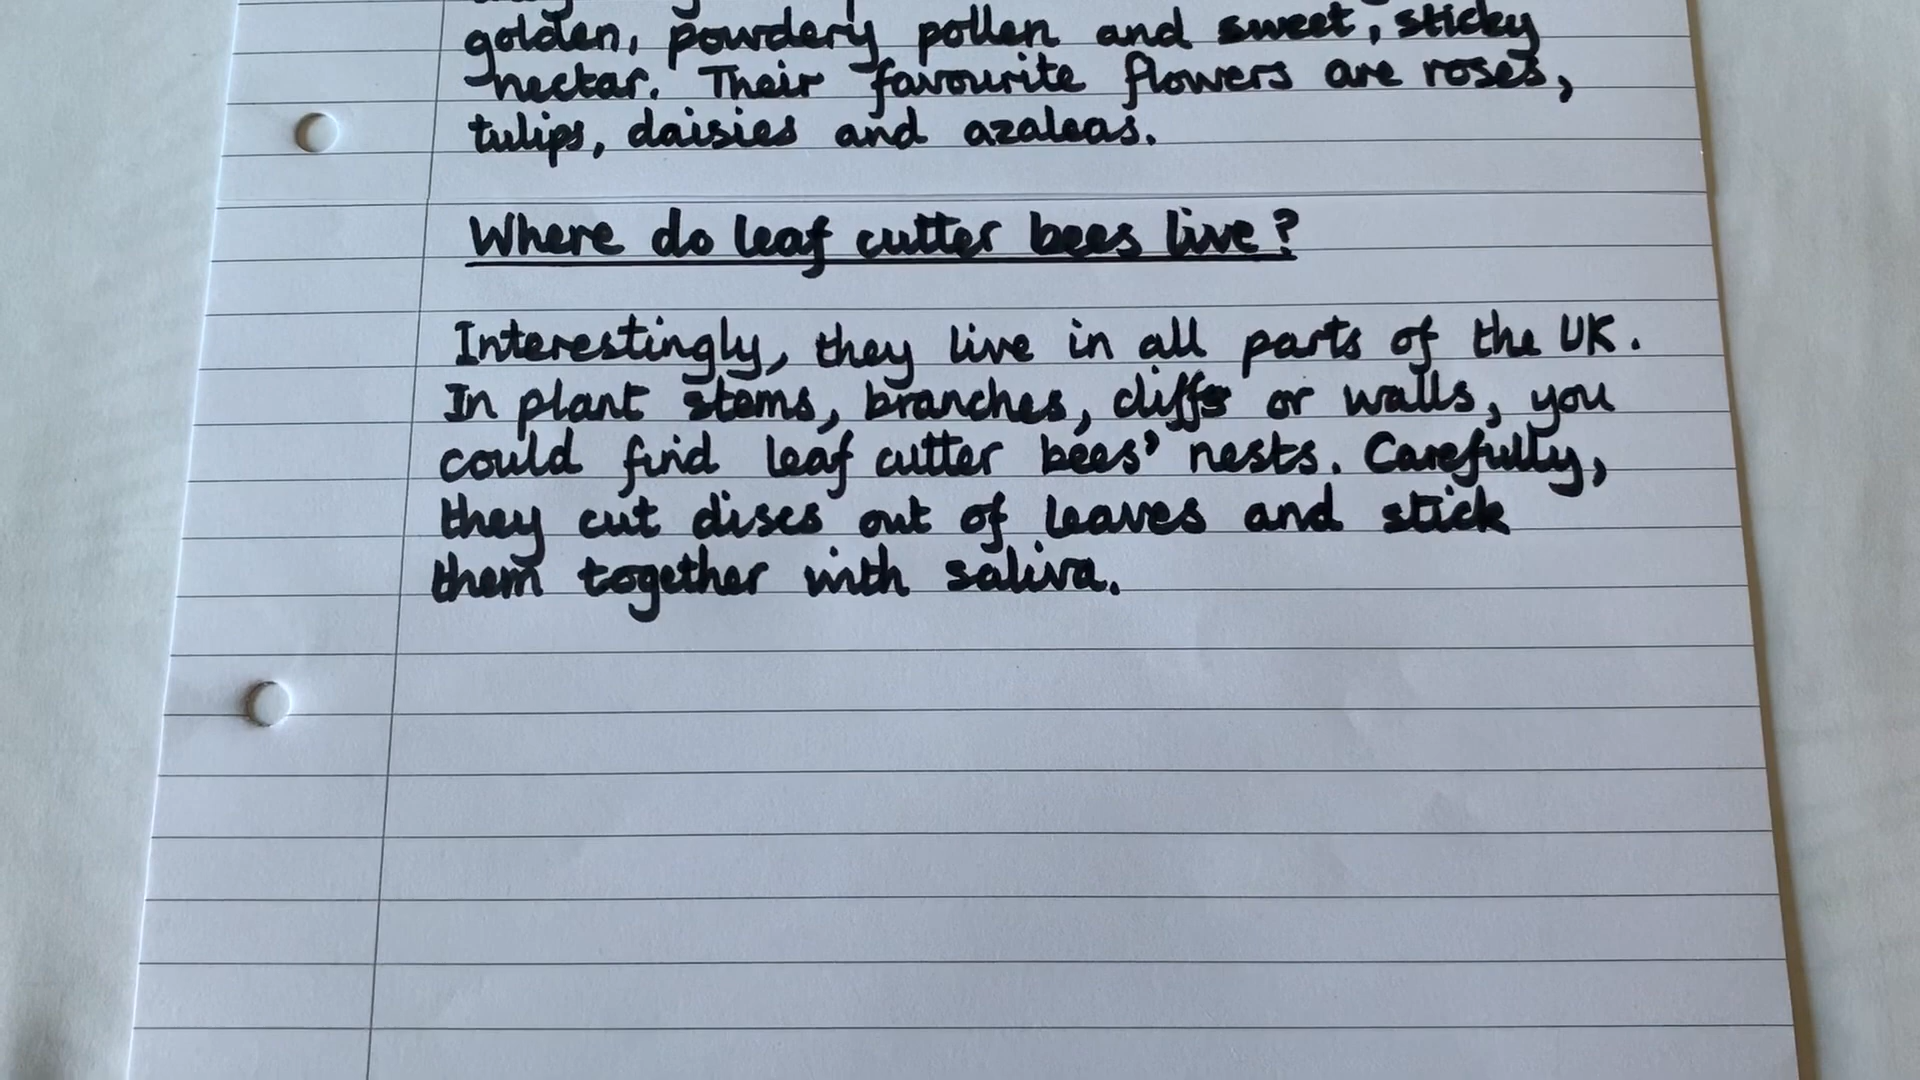 golden, powdery pollen and sweet, sticky
nectar. Their favourite flowers are roses,
tulips, daisies and azaleas.
Where do leaf cutter bees live?
Interestingly, they live in all parts of the UK.
In plant stems, branches, cliffs or walls, you
could find leaf cutter bees' nests. Carefully,
they cut discs out of leaves and stick
them together with saliva.